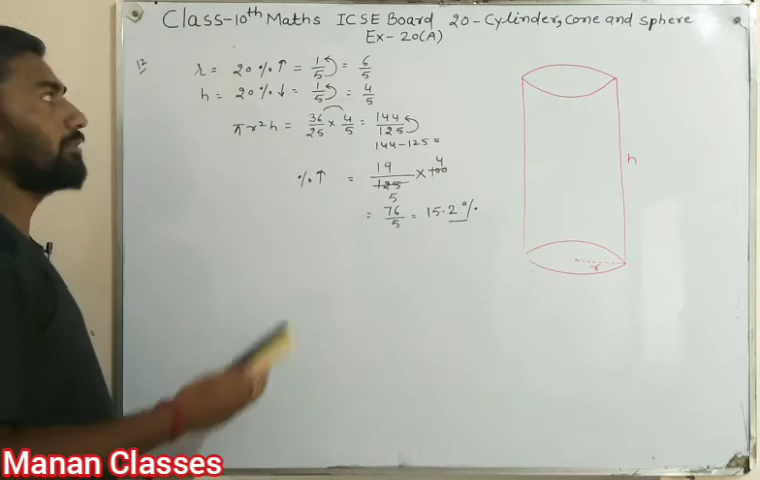 Class-10th Maths ICSE Board 20-Cylinder, Cone and Sphere
Ex-20(A)
12
r = 20%↑ = 1/5 = 6/5
h = 20%↓ = 1/5 = 4/5
πr²h = 36/25 × 4/5 = 144/125
144-125 =
%↑ = 19/125 × 100
4
5
= 76/5 = 15.2%
h
r
Manan Classes